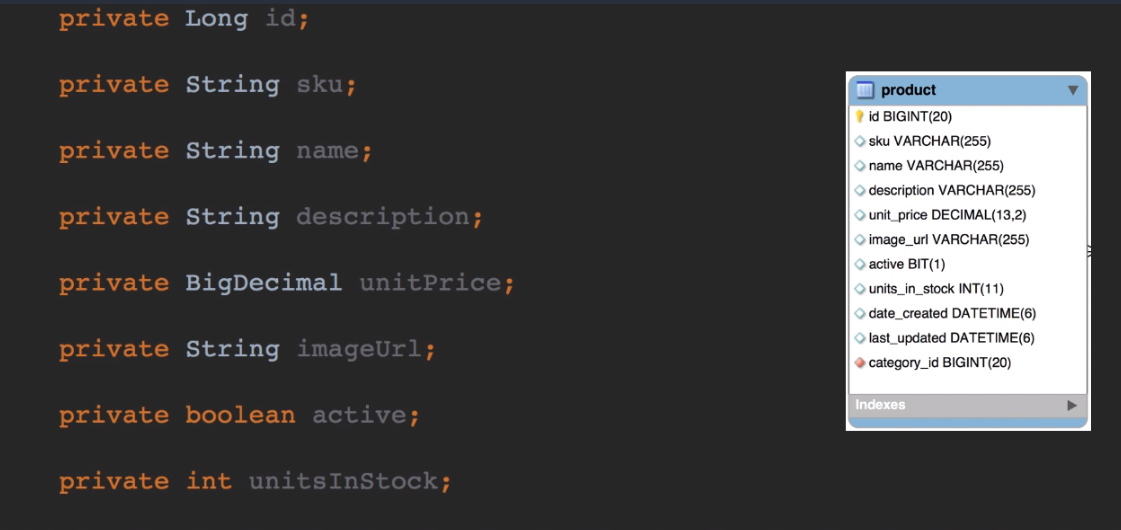 private Long id;
private String sku;
private String name;
private String description;
private BigDecimal unitPrice;
private String imageUrl;
private boolean active;
private int unitsInStock;
product
id BIGINT(20)
sku VARCHAR(255)
name VARCHAR(255)
description VARCHAR(255)
unit_price DECIMAL(13,2)
image_url VARCHAR(255)
active BIT(1)
units_in_stock INT(11)
date_created DATETIME(6)
last_updated DATETIME(6)
category_id BIGINT(20)
Indexes